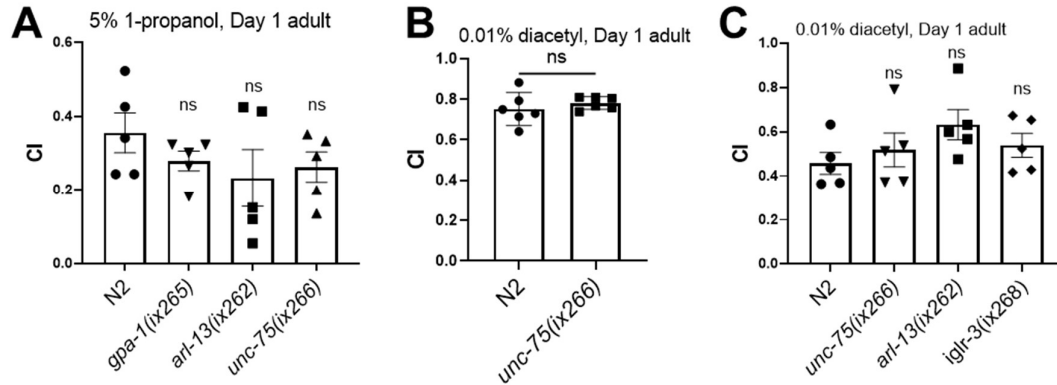 A
5% 1-propanol, Day 1 adult
0.6
0.4
0.2
0.0
CI
ns
ns
ns
N2
gpa-1(ix265)
arl-13(ix262)
unc-75(ix266)
B
0.01% diacetyl, Day 1 adult
ns
1.0
0.8
0.6
0.4
0.2
0.0
CI
N2
unc-75(ix266)
C
0.01% diacetyl, Day 1 adult
1.0
0.8
0.6
0.4
0.2
0.0
CI
ns
ns
ns
N2
unc-75(ix266)
arl-13(ix262)
iglr-3(ix268)